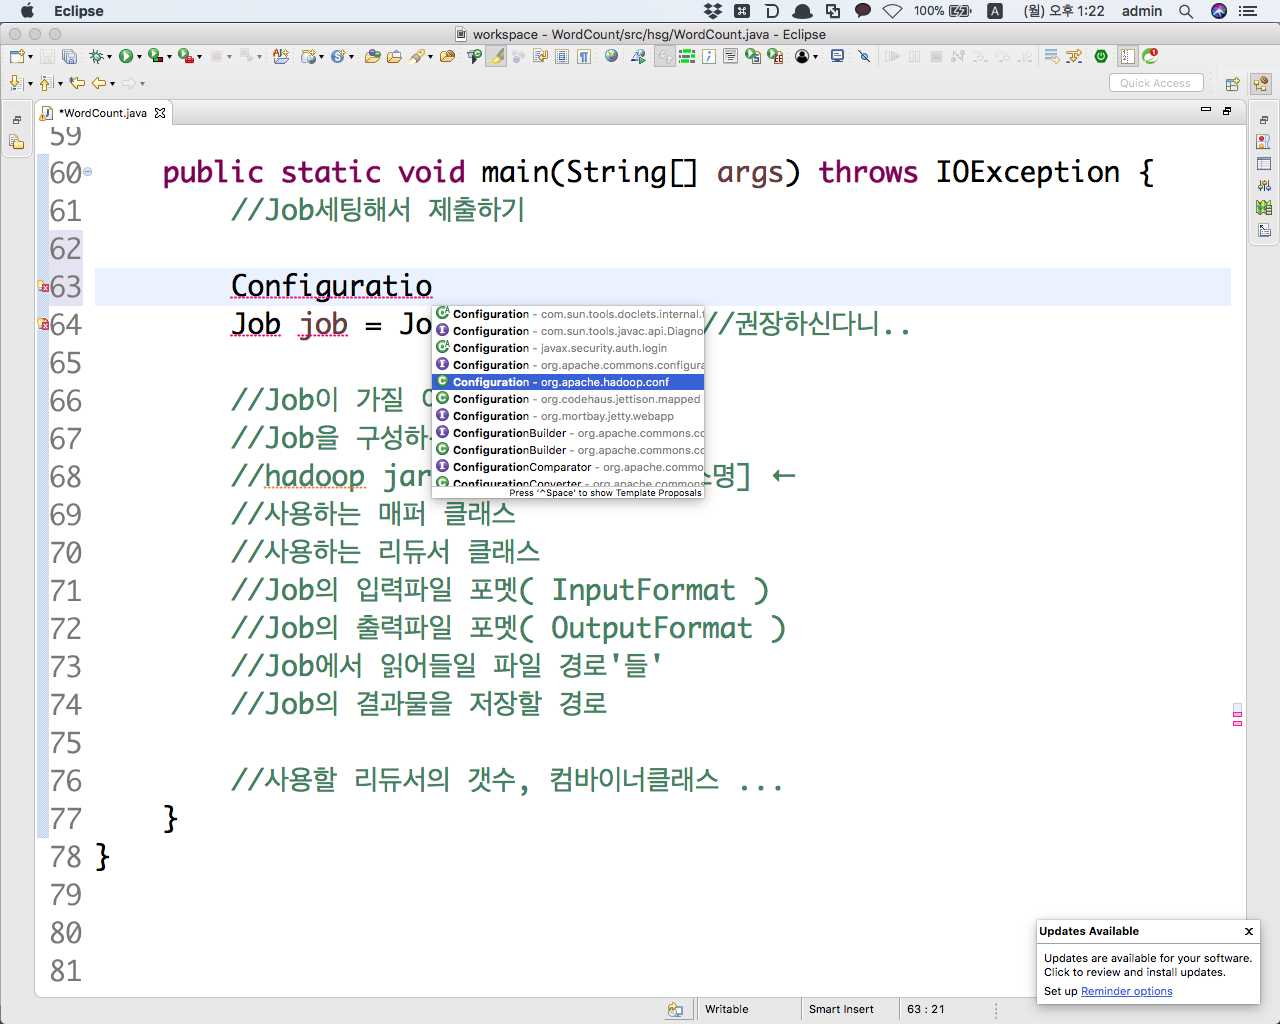 Eclipse
100%
A
(월) 오후 1:22
admin
workspace - WordCount/src/hsg/WordCount.java - Eclipse
Quick Access
*WordCount.java
59
60 public static void main(String[] args) throws IOException {
61 //Job세팅해서 제출하기
62
63 Configuratio
64 Job job = Jo //권장하신다니..
65
66 //Job이 가질
67 //Job을 구성하
68 //hadoop jar 스명] ←
69 //사용하는 매퍼 클래스
70 //사용하는 리듀서 클래스
71 //Job의 입력파일 포멧( InputFormat )
72 //Job의 출력파일 포멧( OutputFormat )
73 //Job에서 읽어들일 파일 경로'들'
74 //Job의 결과물을 저장할 경로
75
76 //사용할 리듀서의 갯수, 컴바이너클래스 ...
77 }
78 }
79
80
81
Configuration - com.sun.tools.doclets.internal.
Configuration - com.sun.tools.javac.api.Diagno
Configuration - javax.security.auth.login
Configuration - org.apache.commons.configura
Configuration - org.apache.hadoop.conf
Configuration - org.codehaus.jettison.mapped
Configuration - org.mortbay.jetty.webapp
ConfigurationBuilder - org.apache.commons.cc
ConfigurationBuilder - org.apache.commons.cc
ConfigurationComparator - org.apache.commo
ConfigurationConverter - org.apache.commons
Press '^Space' to show Template Proposals
Updates Available
Updates are available for your software.
Click to review and install updates.
Set up Reminder options
Writable
Smart Insert
63 : 21